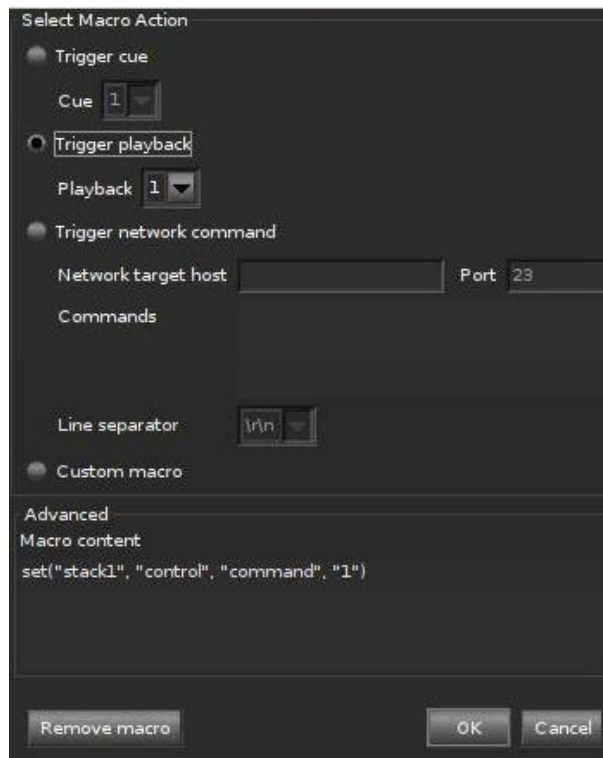 Select Macro Action
Trigger cue
Cue 1
Trigger playback
Playback 1
Trigger network command
Network target host Port 23
Commands
Line separator \r\n
Custom macro
Advanced
Macro content
set("stack1", "control", "command", "1")
Remove macro OK Cancel